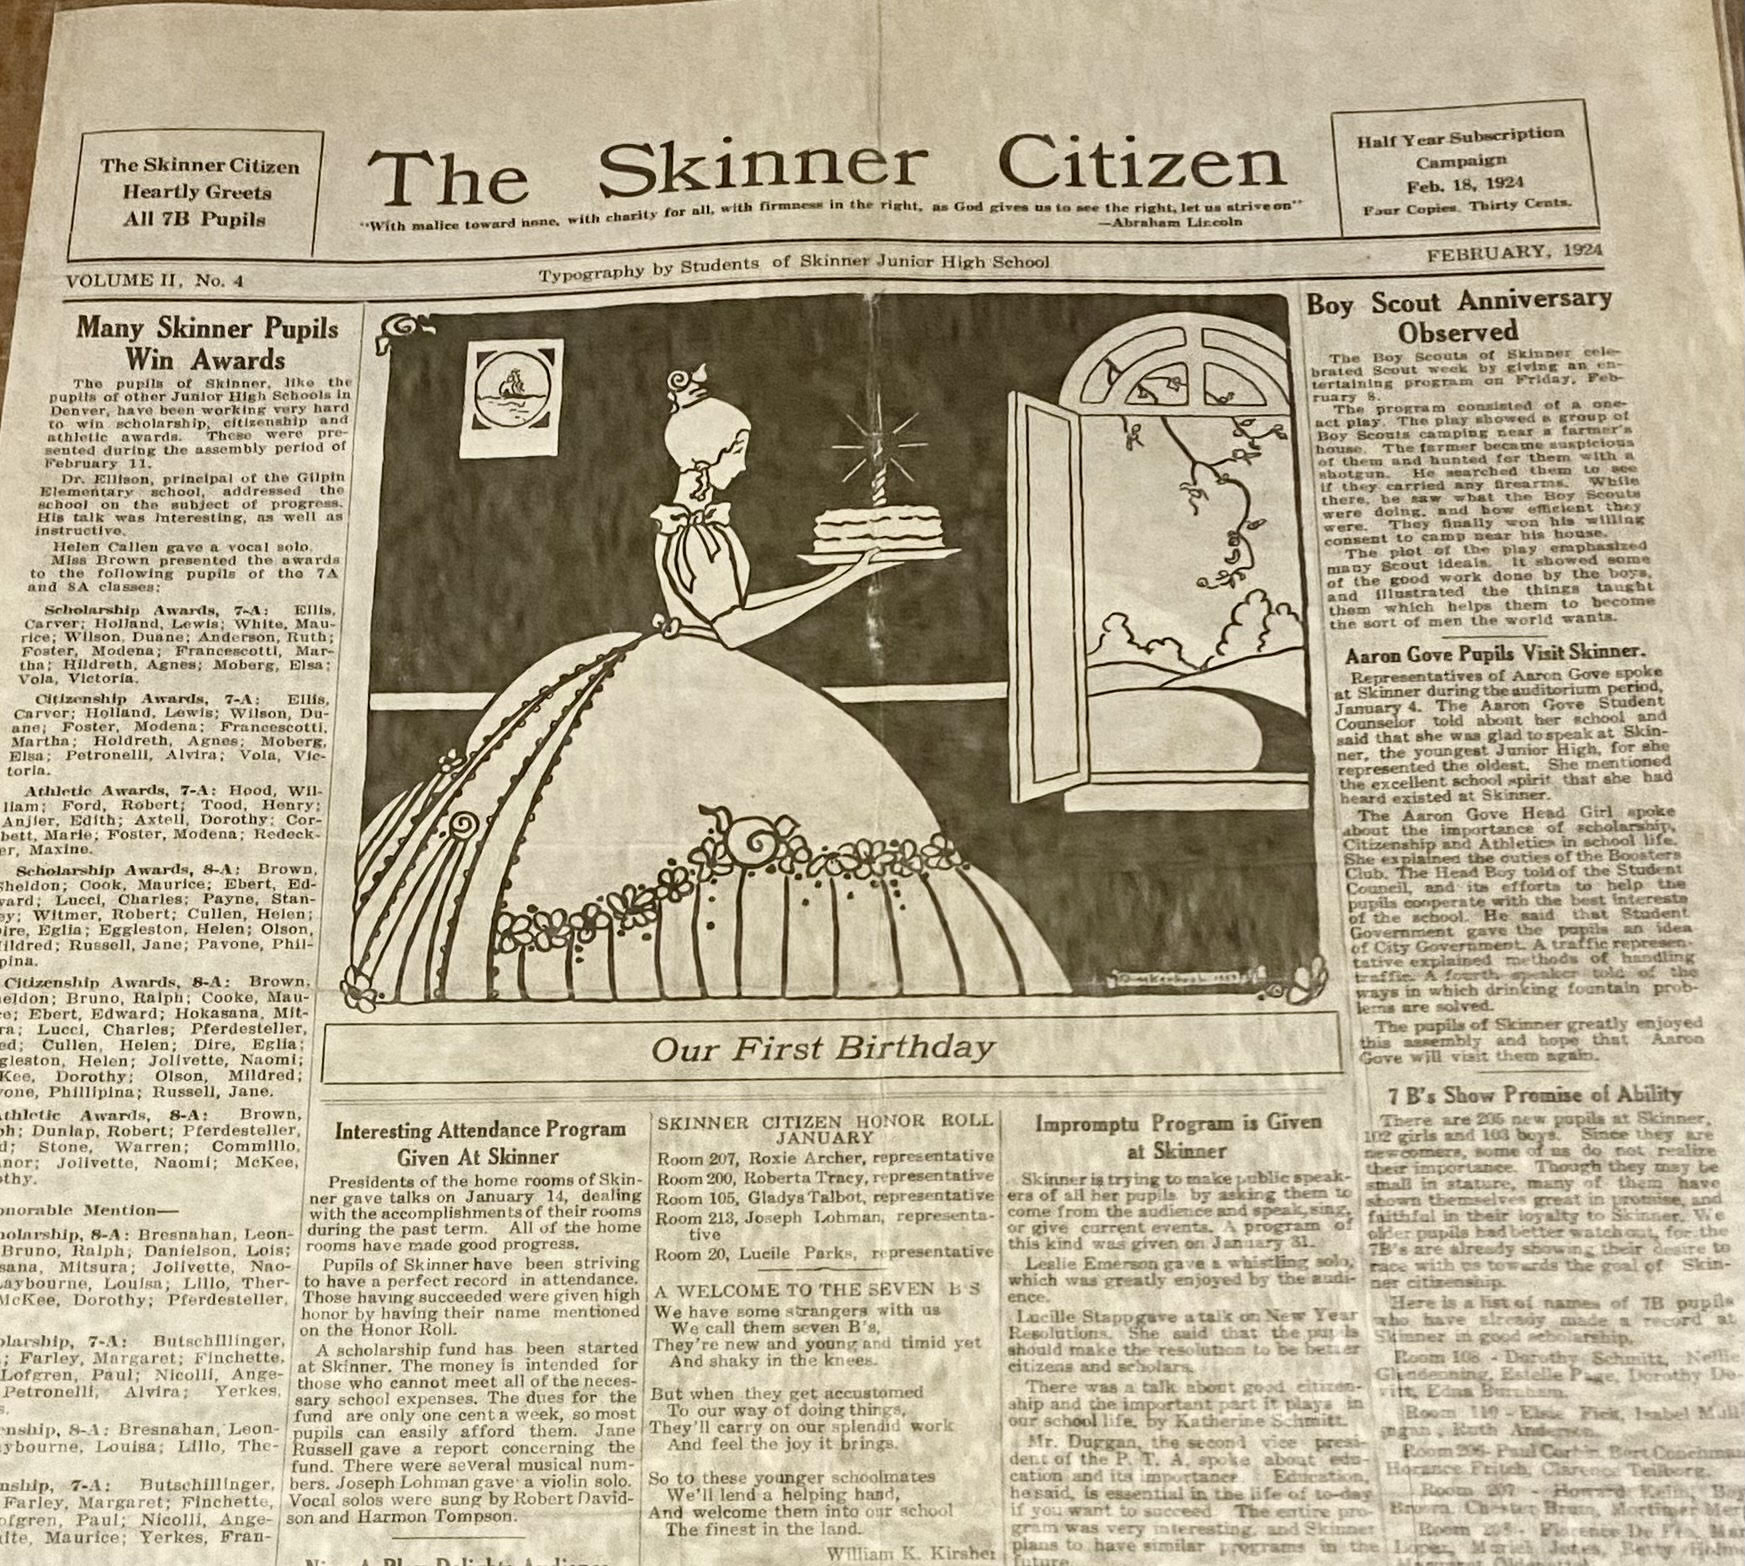 The Skinner Citizen
Heartly Greets
All 7B Pupils
The Skinner Citizen
"With malice toward none, with charity for all, with firmness in the right, as God gives us to see the right, let us strive on"
—Abraham Lincoln
Half Year Subscription
Campaign
Feb. 18, 1924
Four Copies, Thirty Cents.
VOLUME II, No. 4
Typography by Students of Skinner Junior High School
FEBRUARY, 1924
Many Skinner Pupils
Win Awards
The pupils of Skinner, like the
pupils of other Junior High Schools in
Denver, have been working very hard
to win scholarship, citizenship and
athletic awards. These were pre-
sented during the assembly period of
February 11.
Dr. Ellison, principal of the Gilpin
Elementary school, addressed the
school on the subject of progress.
His talk was interesting, as well as
instructive.
Helen Callen gave a vocal solo.
Miss Brown presented the awards
to the following pupils of the 7A
and 8A classes:
Scholarship Awards, 7-A: Ellis,
Carver; Holland, Lewis; White, Mau-
rice; Wilson, Duane; Anderson, Ruth;
Foster, Modena; Francescotti, Mar-
tha; Hildreth, Agnes; Moberg, Elsa;
Vola, Victoria.
Citizenship Awards, 7-A: Ellis,
Carver; Holland, Lewis; Wilson, Du-
ane; Foster, Modena; Francescotti,
Martha; Holdreth, Agnes; Moberg,
Elsa; Petronelli, Alvira; Vola, Vic-
toria.
Athletic Awards, 7-A: Hood, Wil-
liam; Ford, Robert; Tood, Henry;
Anjier, Edith; Axtell, Dorothy; Cor-
bett, Marie; Foster, Modena; Redeck-
er, Maxine.
Scholarship Awards, 8-A: Brown,
Sheldon; Cook, Maurice; Ebert, Ed-
ward; Lucci, Charles; Payne, Stan-
ey; Witmer, Robert; Cullen, Helen;
Dire, Eglia; Eggleston, Helen; Olson,
Mildred; Russell, Jane; Pavone, Phil-
pina.
Citizenship Awards, 8-A: Brown,
eldon; Bruno, Ralph; Cooke, Mau-
e; Ebert, Edward; Hokasana, Mit-
ra; Lucci, Charles; Pferdesteller,
ed; Cullen, Helen; Dire, Eglia;
gleston, Helen; Jolivette, Naomi;
Kee, Dorothy; Olson, Mildred;
vone, Phillipina; Russell, Jane.
Athletic Awards, 8-A: Brown,
ph; Dunlap, Robert; Pferdesteller,
d; Stone, Warren; Commillo,
nor; Jolivette, Naomi; McKee,
othy.
onorable Mention—
holarship, 8-A: Bresnahan, Leon-
Bruno, Ralph; Danielson, Lois;
sana, Mitsura; Jolivette, Nao-
Laybourne, Louisa; Lillo, Ther-
McKee, Dorothy; Pferdesteller,
olarship, 7-A: Butschillinger,
; Farley, Margaret; Finchette,
Lofgren, Paul; Nicolli, Ange-
Petronelli, Alvira; Yerkes,
s.
nship, 8-A: Bresnahan, Leon-
ybourne, Louisa; Lillo, The-
nship, 7-A: Butschillinger,
Farley, Margaret; Finchette,
ofgren, Paul; Nicolli, Ange-
ite, Maurice; Yerkes, Fran-
Our First Birthday
Interesting Attendance Program
Given At Skinner
Presidents of the home rooms of Skin-
ner gave talks on January 14, dealing
with the accomplishments of their rooms
during the past term. All of the home
rooms have made good progress.
Pupils of Skinner have been striving
to have a perfect record in attendance.
Those having succeeded were given high
honor by having their name mentioned
on the Honor Roll.
A scholarship fund has been started
at Skinner. The money is intended for
those who cannot meet all of the neces-
sary school expenses. The dues for the
fund are only one cent a week, so most
pupils can easily afford them. Jane
Russell gave a report concerning the
fund. There were several musical num-
bers. Joseph Lohman gave a violin solo.
Vocal solos were sung by Robert David-
son and Harmon Tompson.
SKINNER CITIZEN HONOR ROLL
JANUARY
Room 207, Roxie Archer, representative
Room 200, Roberta Tracy, representative
Room 105, Gladys Talbot, representative
Room 213, Joseph Lohman, representa-
tive
Room 20, Lucile Parks, representative
A WELCOME TO THE SEVEN B'S
We have some strangers with us
We call them seven B's,
They're new and young and timid yet
And shaky in the knees.
But when they get accustomed
To our way of doing things,
They'll carry on our splendid work
And feel the joy it brings.
So to these younger schoolmates
We'll lend a helping hand,
And welcome them into our school
The finest in the land.
William K. Kirsher
Impromptu Program is Given
at Skinner
Skinner is trying to make public speak-
ers of all her pupils by asking them to
come from the audience and speak, sing,
or give current events. A program of
this kind was given on January 31.
Leslie Emerson gave a whistling solo,
which was greatly enjoyed by the audi-
ence.
Lucille Stapp gave a talk on New Year
Resolutions. She said that the pupils
should make the resolution to be better
citizens and scholars.
There was a talk about good citizen-
ship and the important part it plays in
our school life, by Katherine Schmitt.
Mr. Duggan, the second vice presi-
dent of the P. T. A. spoke about edu-
cation and its importance. Education,
he said, is essential in the life of to-day
if you want to succeed. The entire pro-
gram was very interesting, and Skinner
plans to have similar programs in the
future.
Boy Scout Anniversary
Observed
The Boy Scouts of Skinner cele-
brated Scout week by giving an en-
tertaining program on Friday, Feb-
ruary 8.
The program consisted of a one-
act play. The play showed a group of
Boy Scouts camping near a farmer's
house. The farmer became suspicious
of them and hunted for them with a
shotgun. He searched them to see
if they carried any firearms. While
there, he saw what the Boy Scouts
were doing, and how efficient they
were. They finally won his willing
consent to camp near his house.
The plot of the play emphasized
many Scout ideals. It showed some
of the good work done by the boys,
and illustrated the things taught
them which helps them to become
the sort of men the world wants.
Aaron Gove Pupils Visit Skinner.
Representatives of Aaron Gove spoke
at Skinner during the auditorium period,
January 4. The Aaron Gove Student
Counselor told about her school and
said that she was glad to speak at Skin-
ner, the youngest Junior High, for she
represented the oldest. She mentioned
the excellent school spirit that she had
heard existed at Skinner.
The Aaron Gove Head Girl spoke
about the importance of scholarship,
Citizenship and Athletics in school life.
She explained the duties of the Boosters
Club. The Head Boy told of the Student
Council, and its efforts to help the
pupils cooperate with the best interests
of the school. He said that Student
Government gave the pupils an idea
of City Government. A traffic represen-
tative explained methods of handling
traffic. A fourth speaker told of the
ways in which drinking fountain prob-
lems are solved.
The pupils of Skinner greatly enjoyed
this assembly and hope that Aaron
Gove will visit them again.
7 B's Show Promise of Ability
There are 205 new pupils at Skinner,
102 girls and 103 boys. Since they are
newcomers, some of us do not realize
their importance. Though they may be
small in stature, many of them have
shown themselves great in promise, and
faithful in their loyalty to Skinner. We
older pupils had better watch out, for the
7B's are already showing their desire to
race with us towards the goal of Skin-
ner citizenship.
Here is a list of names of 7B pupils
who have already made a record at
Skinner in good scholarship.
Room 108 - Dorothy Schmitt, Nellie
Glendenning, Estelle Page, Dorothy De-
vitt, Edna Burnham.
Room 110 - Elsie Fick, Isabel
Ruth Anderson.
Room 206- Paul Bert
Horance Fritch, Clarence Teilborg.
Room 207 - Howard
Brown, Chester Bruin, Mortimer
Room - Florence De
Lopez, Muriel Jones, Betty